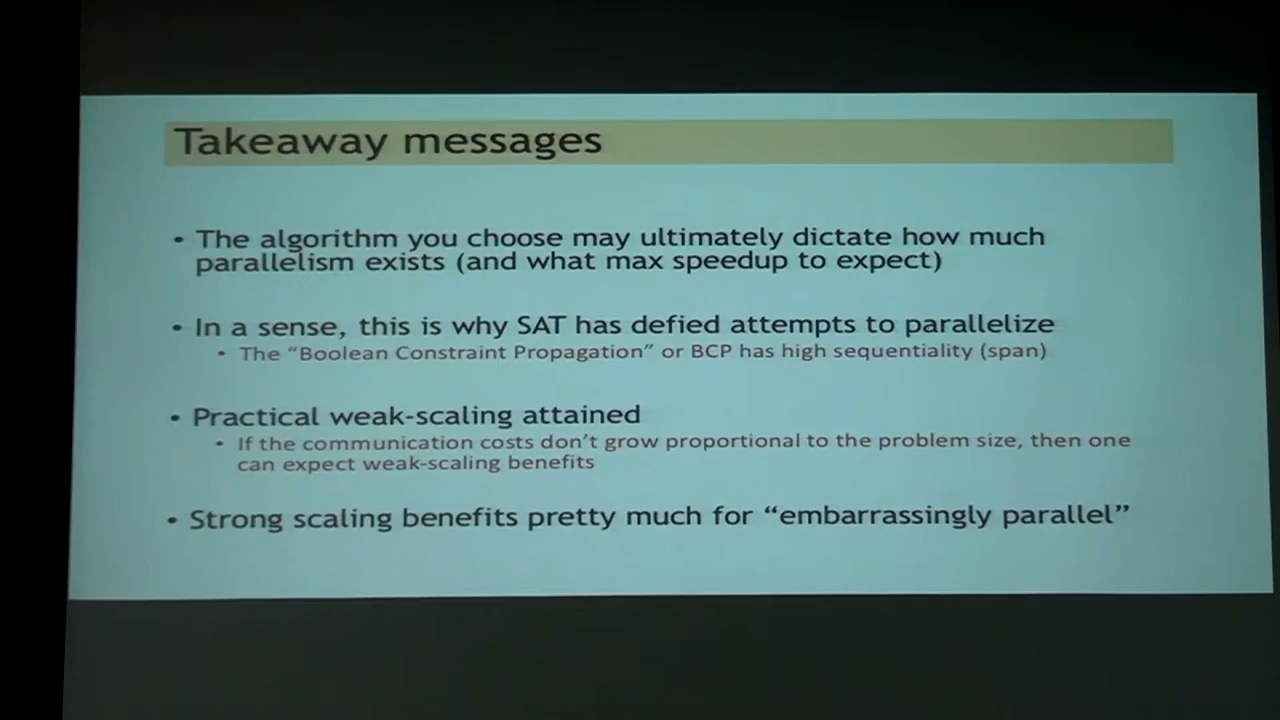 Takeaway messages
• The algorithm you choose may ultimately dictate how much
parallelism exists (and what max speedup to expect)
• In a sense, this is why SAT has defied attempts to parallelize
• The “Boolean Constraint Propagation” or BCP has high sequentiality (span)
• Practical weak-scaling attained
• If the communication costs don’t grow proportional to the problem size, then one
can expect weak-scaling benefits
• Strong scaling benefits pretty much for “embarrassingly parallel”